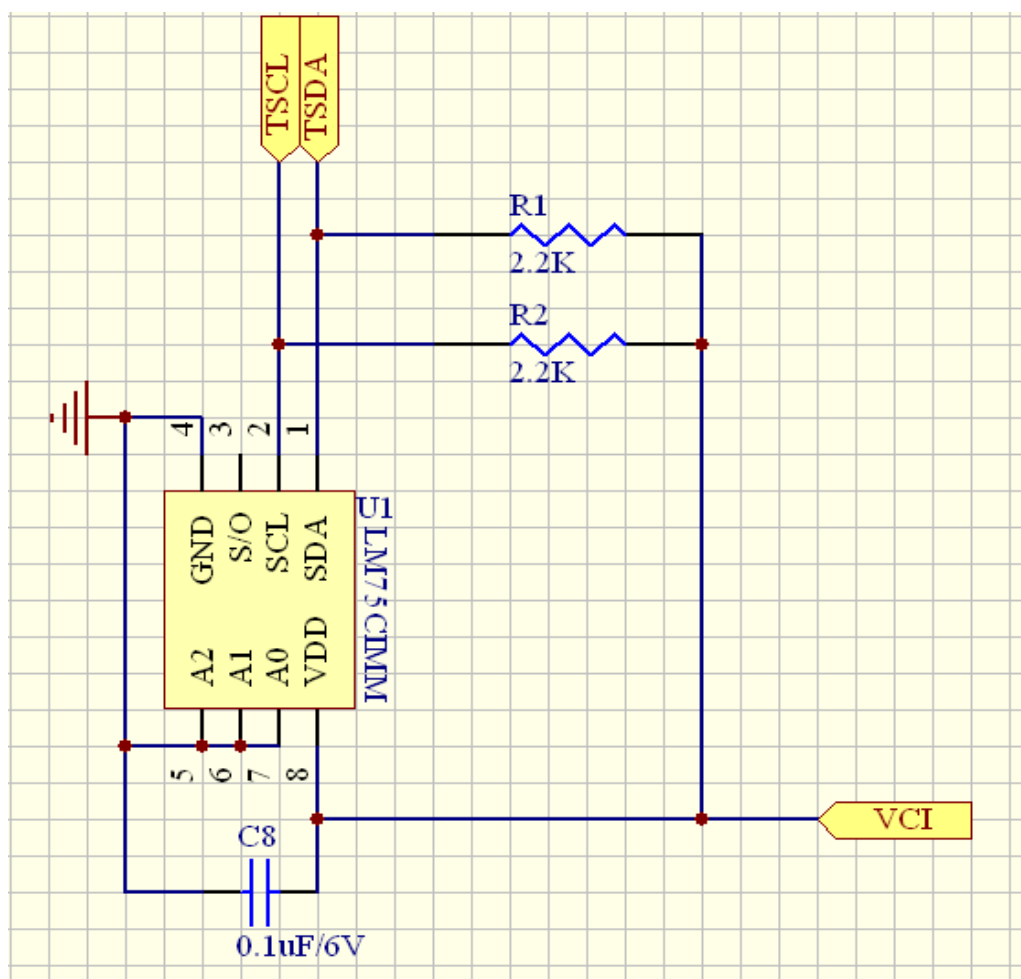 TSCL
TSDA
R1
2.2K
R2
2.2K
4
3
2
1
U1
LM75CIMM
GND
S/O
SCL
SDA
A2
A1
A0
VDD
5
6
7
8
VCI
C8
0.1uF/6V